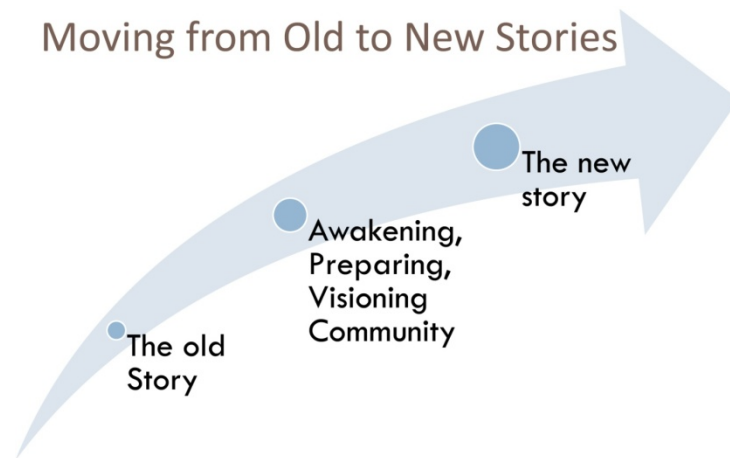 Moving from Old to New Stories
The new
story
Awakening,
Preparing,
Visioning
Community
The old
Story